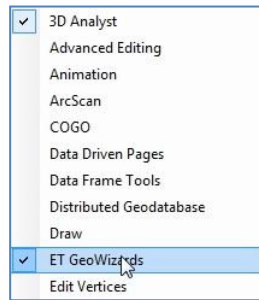 3D Analyst
Advanced Editing
Animation
ArcScan
COGO
Data Driven Pages
Data Frame Tools
Distributed Geodatabase
Draw
ET GeoWizards
Edit Vertices